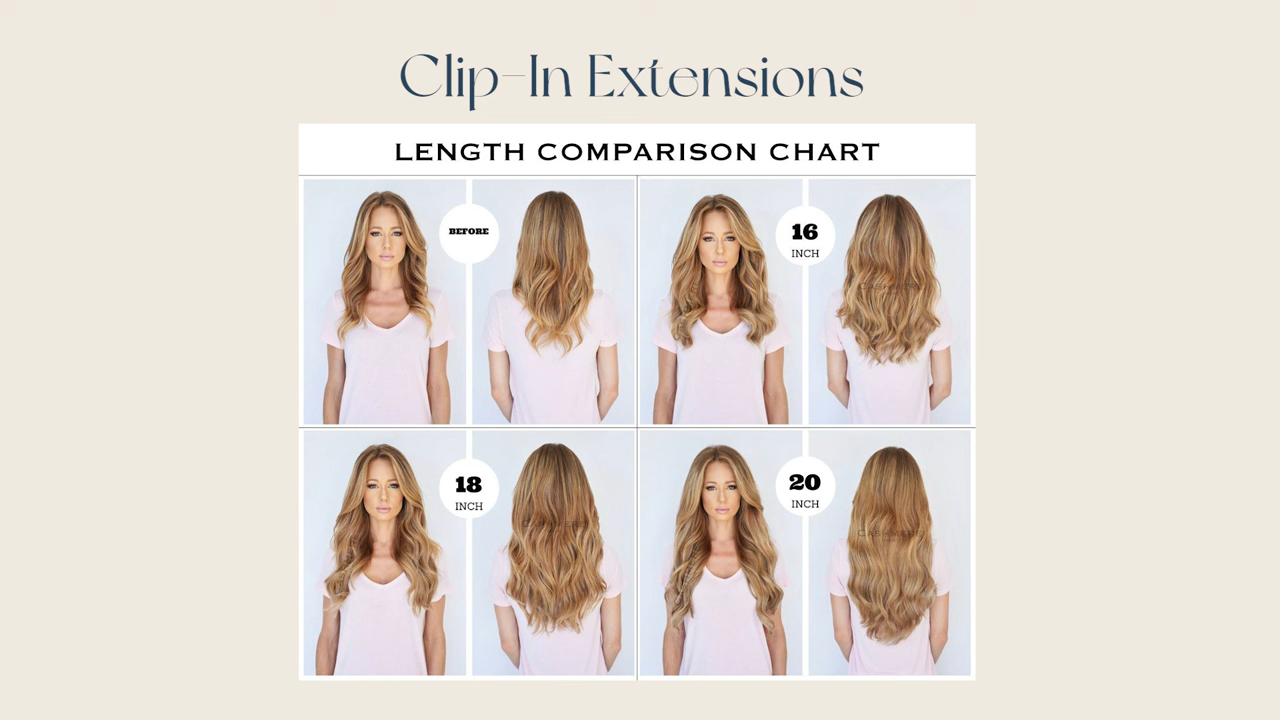 Clip-In Extensions
LENGTH COMPARISON CHART
BEFORE
16
INCH
18
INCH
20
INCH